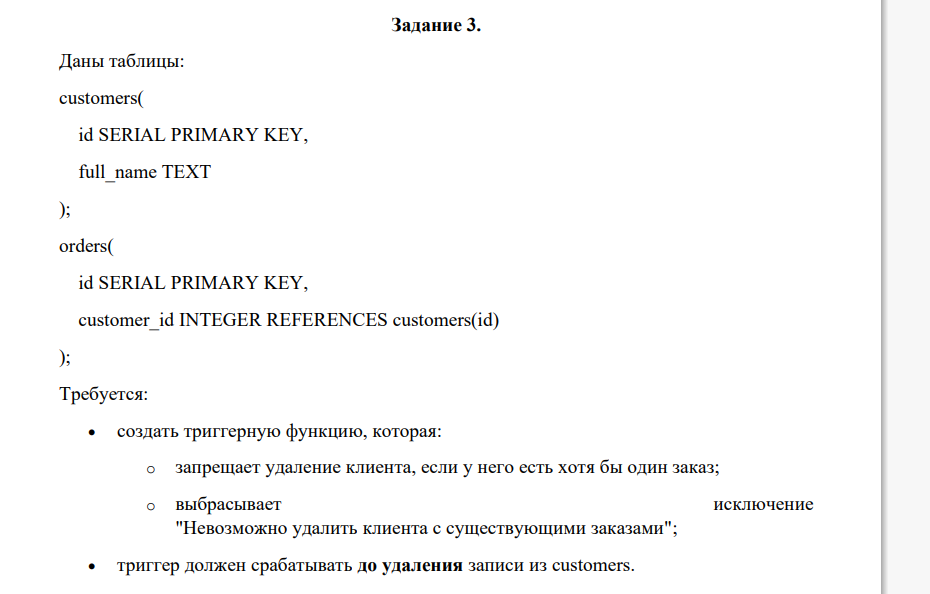 Задание 3.
Даны таблицы:
customers(
id SERIAL PRIMARY KEY,
full_name TEXT
);
orders(
id SERIAL PRIMARY KEY,
customer_id INTEGER REFERENCES customers(id)
);
Требуется:
• создать триггерную функцию, которая:
o запрещает удаление клиента, если у него есть хотя бы один заказ;
o выбрасывает исключение
"Невозможно удалить клиента с существующими заказами";
• триггер должен срабатывать до удаления записи из customers.